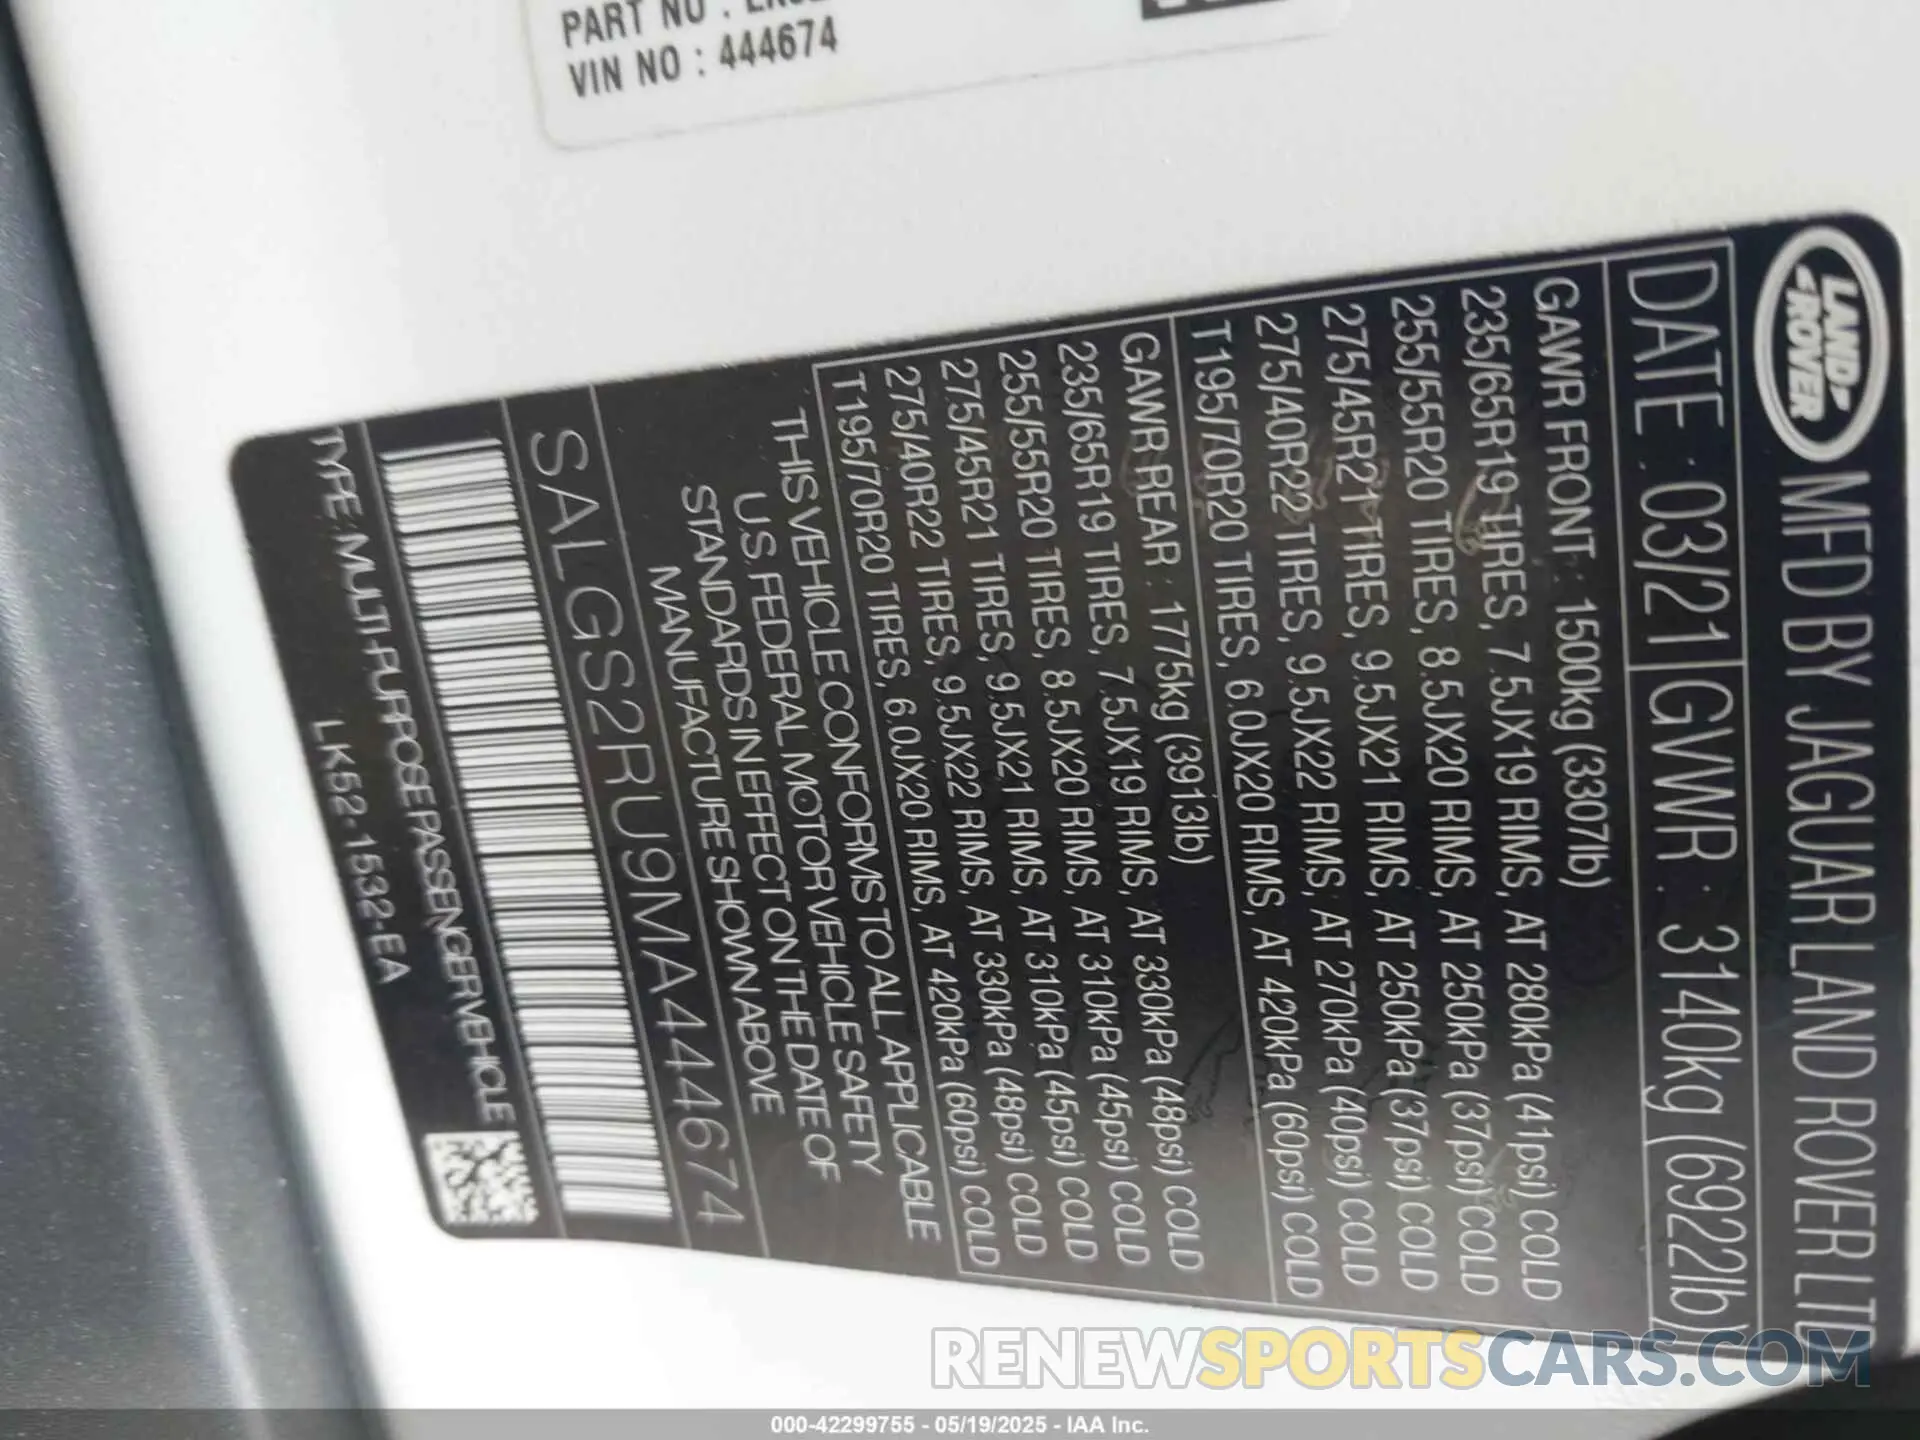 PART NO :
VIN NO : 444674
LAND
ROVER
MFD BY JAGUAR LAND ROVER LTD
DATE : 03/21 GWR : 3140kg (6922lb)
GAWR FRONT : 1500kg (3307lb)
235/65R19 TIRES, 7.5JX19 RIMS, AT 280kPa (41psi) COLD
255/55R20 TIRES, 8.5JX20 RIMS, AT 250kPa (37psi) COLD
275/45R21 TIRES, 9.5JX21 RIMS, AT 250kPa (37psi) COLD
275/40R22 TIRES, 9.5JX22 RIMS, AT 270kPa (40psi) COLD
T195/70R20 TIRES, 6.0JX20 RIMS, AT 420kPa (60psi) COLD
GAWR REAR : 1775kg (3913lb)
235/65R19 TIRES, 7.5JX19 RIMS, AT 330kPa (48psi) COLD
255/55R20 TIRES, 8.5JX20 RIMS, AT 310kPa (45psi) COLD
275/45R21 TIRES, 9.5JX21 RIMS, AT 310kPa (45psi) COLD
275/40R22 TIRES, 9.5JX22 RIMS, AT 330kPa (48psi) COLD
T195/70R20 TIRES, 6.0JX20 RIMS, AT 420kPa (60psi) COLD
THIS VEHICLE CONFORMS TO ALL APPLICABLE
U.S. FEDERAL MOTOR VEHICLE SAFETY
STANDARDS IN EFFECT ON THE DATE OF
MANUFACTURE SHOWN ABOVE
SALGS2RU9MA444674
TYPE: MULTI-PURPOSE PASSENGER VEHICLE
LK52-1532-EA
RENEWSPORTSCARS.COM
000-42299755 - 05/19/2025 - IAA Inc.